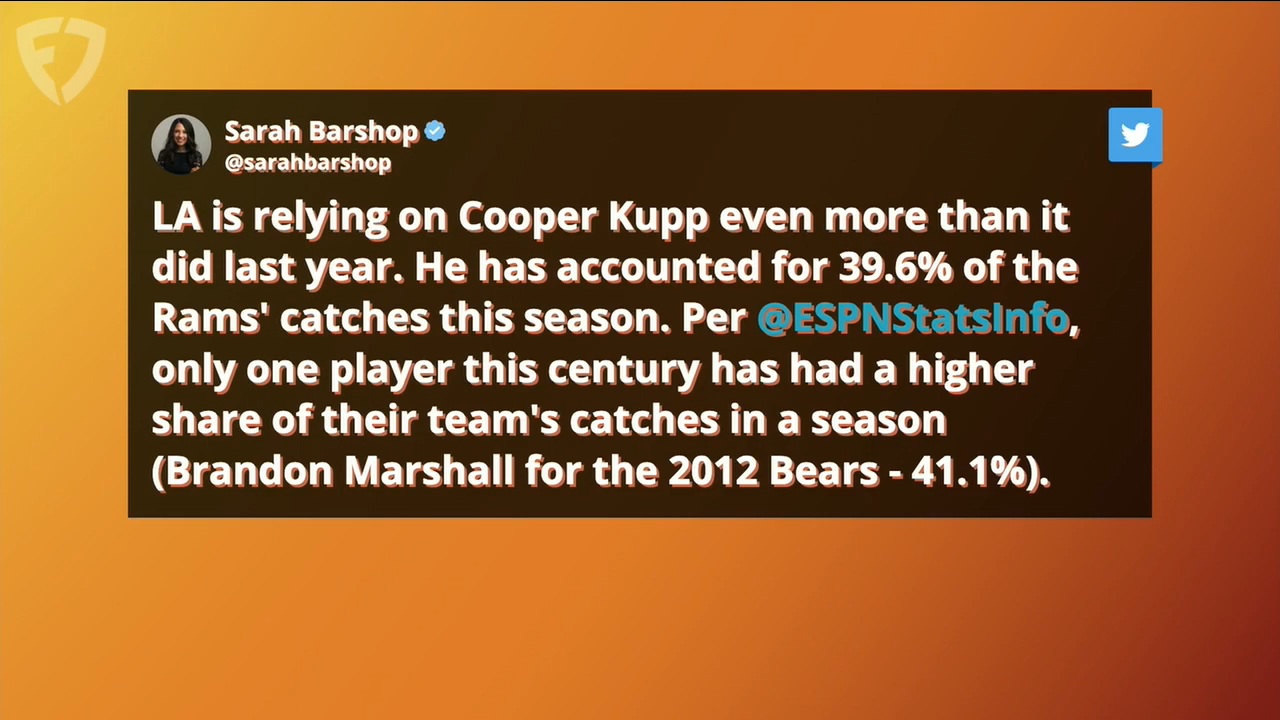 Sarah Barshop
@sarahbarshop
LA is relying on Cooper Kupp even more than it
did last year. He has accounted for 39.6% of the
Rams' catches this season. Per @ESPNStatsInfo,
only one player this century has had a higher
share of their team's catches in a season
(Brandon Marshall for the 2012 Bears - 41.1%).